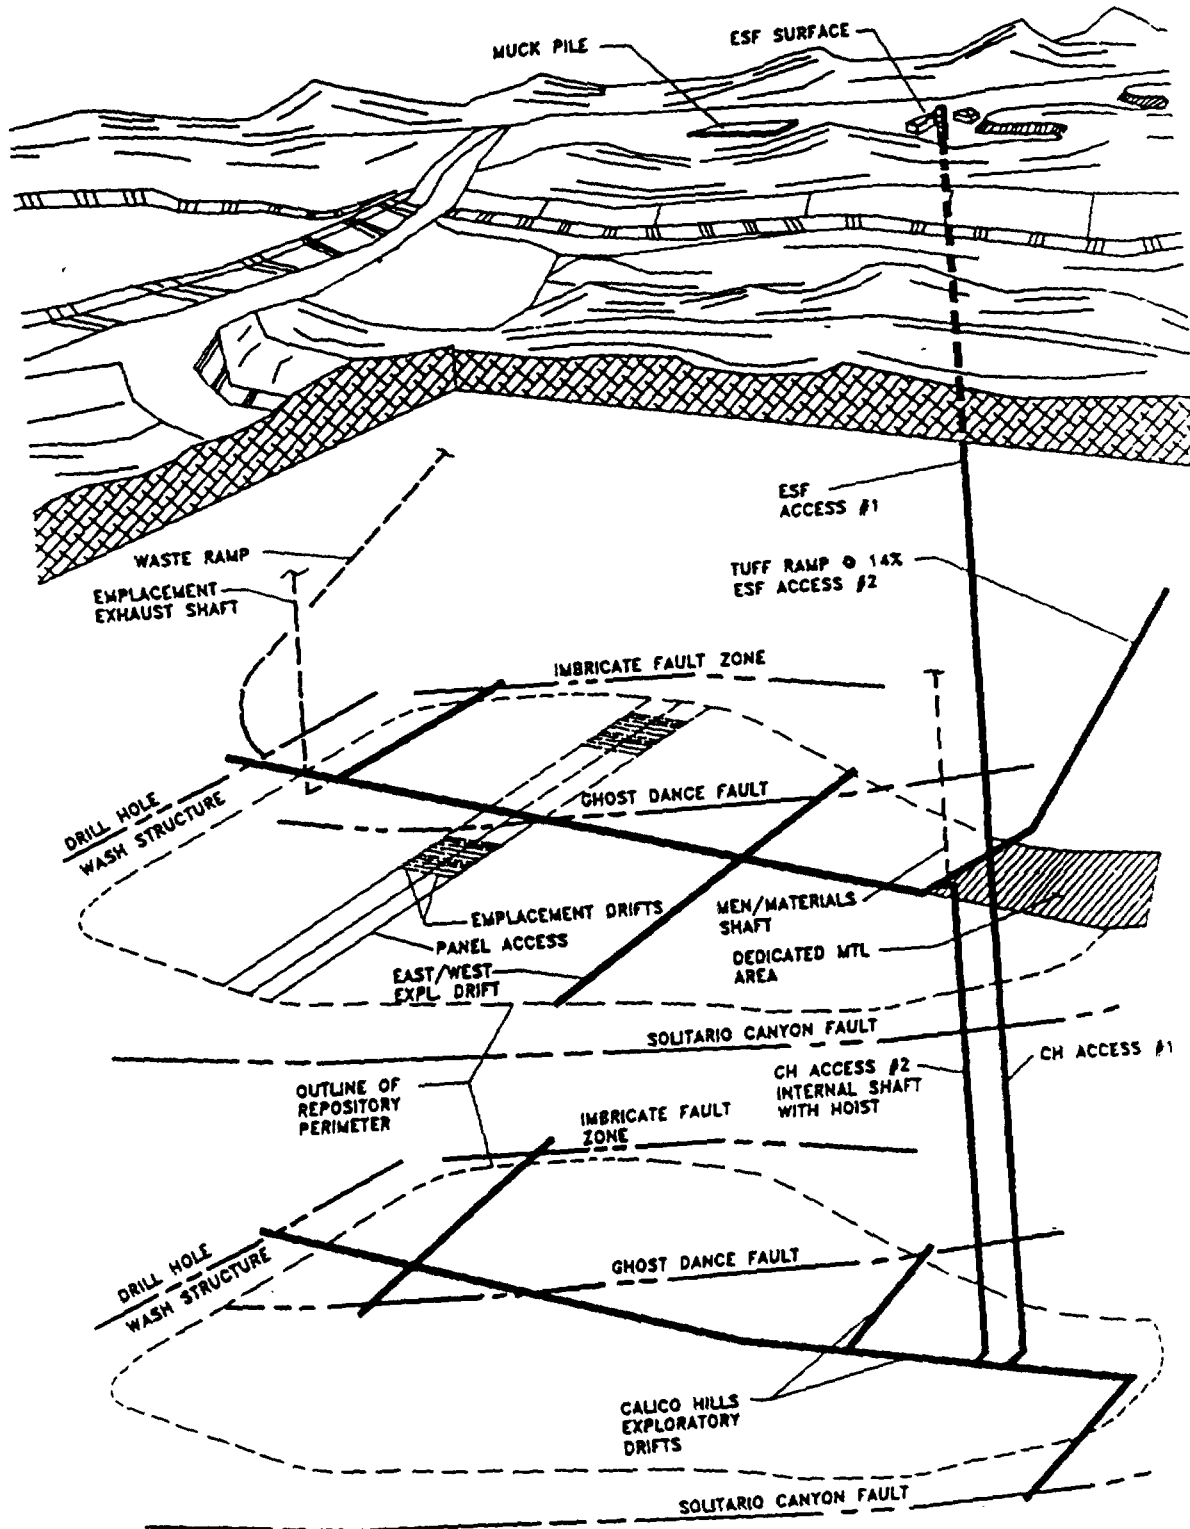 MUCK PILE
ESF SURFACE
ESF
ACCESS #1
WASTE RAMP
EMPLACEMENT
EXHAUST SHAFT
TUFF RAMP @ 14%
ESF ACCESS #2
IMBRICATE FAULT ZONE
GHOST DANCE FAULT
DRILL HOLE
WASH STRUCTURE
EMPLACEMENT DRIFTS
PANEL ACCESS
EAST/WEST
EXPL DRIFT
MEN/MATERIALS
SHAFT
DEDICATED MTL
AREA
SOLITARIO CANYON FAULT
CH ACCESS #2
INTERNAL SHAFT
WITH HOIST
CH ACCESS #1
OUTLINE OF
REPOSITORY
PERIMETER
IMBRICATE FAULT
ZONE
DRILL HOLE
WASH STRUCTURE
GHOST DANCE FAULT
CALICO HILLS
EXPLORATORY
DRIFTS
SOLITARIO CANYON FAULT